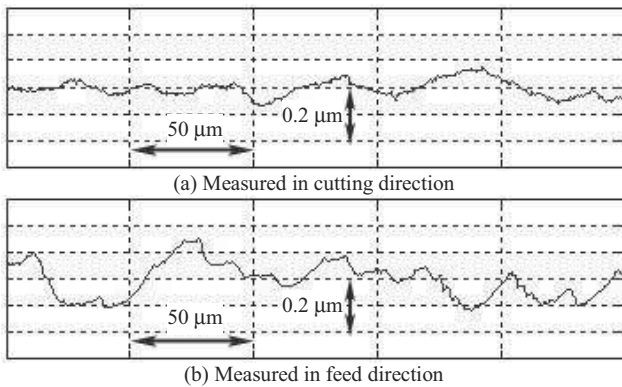 50 μm
0.2 μm
(a) Measured in cutting direction
50 μm
0.2 μm
(b) Measured in feed direction